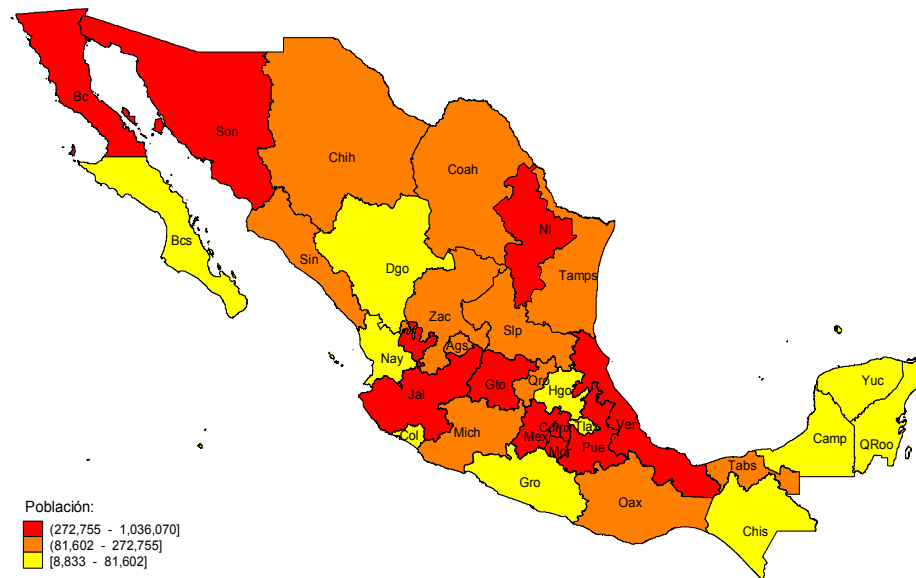 Bc
Son
Chih
Coah
Nl
Bcs
Sin
Dgo
Tamps
Zac
Slp
Ags
Nay
Jal
Gto
Qro
Hgo
Yuc
Col
Mich
Mex
Cdmx
Tlax
Ver
Mor
Pue
Camp
QRoo
Tabs
Gro
Oax
Chis
Población:
(272,755 - 1,036,070]
(81,602 - 272,755]
[8,833 - 81,602]